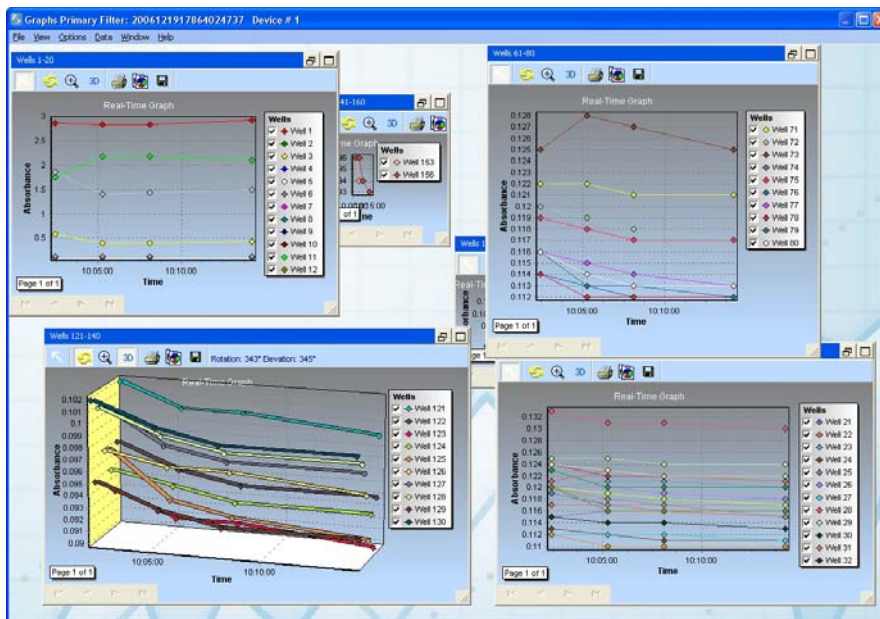 Graphs Primary Filter: 2006121917864024737 Device # 1
File View Options Data Window Help
Wells 1-20
3D
Real-Time Graph
Wells
Well 1
Well 2
Well 3
Well 4
Well 5
Well 6
Well 7
Well 8
Well 9
Well 10
Well 11
Well 12
3
2.5
2
1.5
1
0.5
Absorbance
10:05:00 10:10:00
Time
Page 1 of 1
41-160
3D
Graph
Wells
Well 153
Well 156
of 1
Wells 1
Real-Time Gra
Absorbance
Wells 61-80
3D
Real-Time Graph
Wells
Well 71
Well 72
Well 73
Well 74
Well 75
Well 76
Well 77
Well 78
Well 79
Well 80
0.128
0.127
0.125
0.124
0.122
0.121
0.120
0.119
0.118
0.117
0.115
0.114
0.113
0.112
Absorbance
10:05:00 10:10:00
Time
Page 1 of 1
Wells 121-140
3D
Rotation: 343° Elevation: 345°
Real-Time Graph
Wells
Well 121
Well 122
Well 123
Well 124
Well 125
Well 126
Well 127
Well 128
Well 129
Well 130
0.102
0.101
0.1
0.099
0.098
0.096
0.095
0.094
0.093
0.092
0.091
0.09
Absorbance
10:05:00 10:10:00
Time
Page 1 of 1
3D
Real-Time Graph
Wells
Well 21
Well 22
Well 23
Well 24
Well 25
Well 26
Well 27
Well 28
Well 29
Well 30
Well 31
Well 32
0.132
0.13
0.128
0.126
0.124
0.122
0.120
0.118
0.116
0.114
0.112
0.11
Absorbance
10:05:00 10:10:00
Time
Page 1 of 1